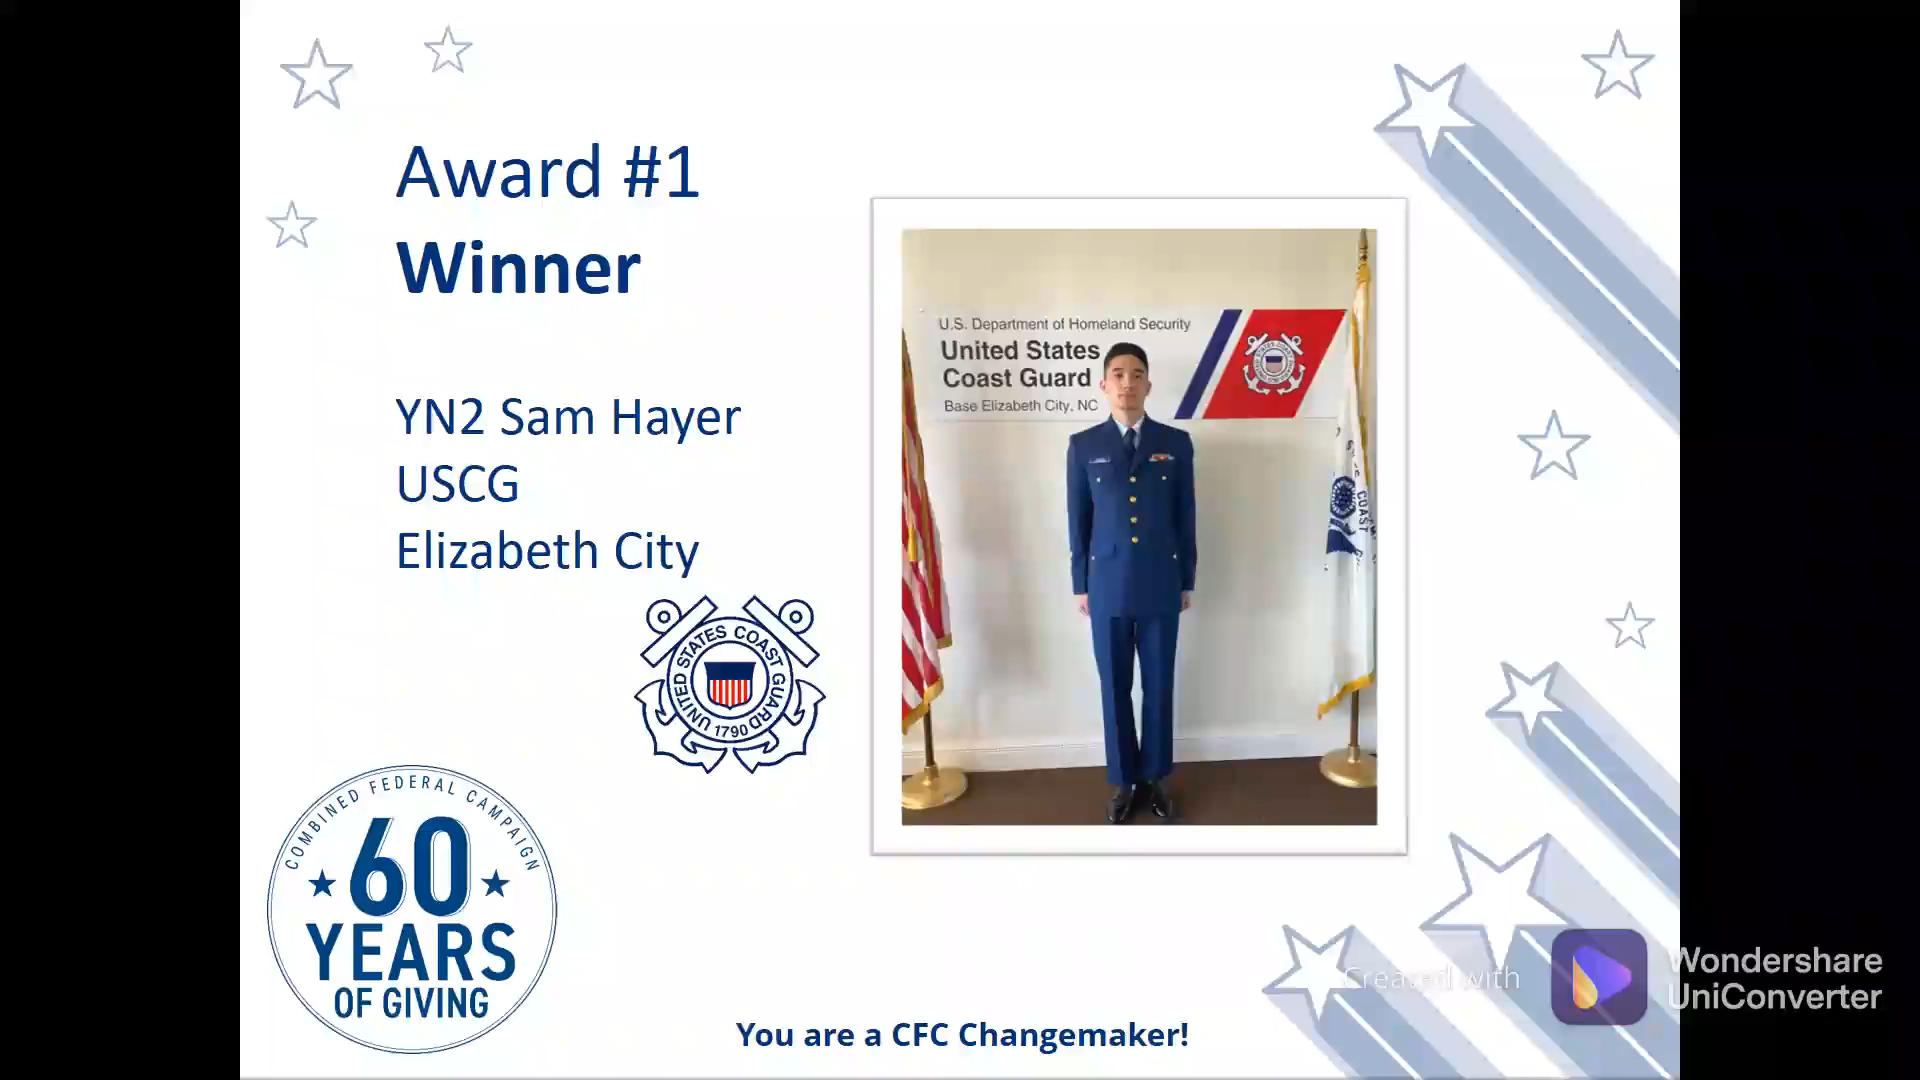 Award #1
Winner
YN2 Sam Hayer
USCG
Elizabeth City
UNITED STATES COAST GUARD
1790
COMBINED FEDERAL CAMPAIGN
60
YEARS
OF GIVING
U.S. Department of Homeland Security
United States
Coast Guard
Base Elizabeth City, NC
COAST
You are a CFC Changemaker!
Created with
Wondershare
UniConverter